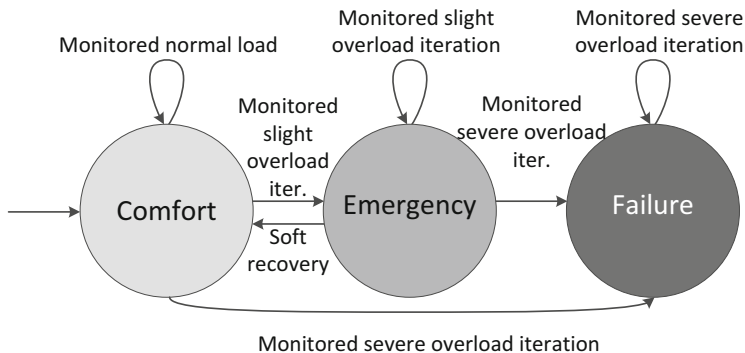 Monitored normal load
Monitored slight
overload iteration
Monitored severe
overload iteration
Monitored
slight
overload
iter.
Monitored
severe overload
iter.
Comfort
Emergency
Failure
Soft
recovery
Monitored severe overload iteration